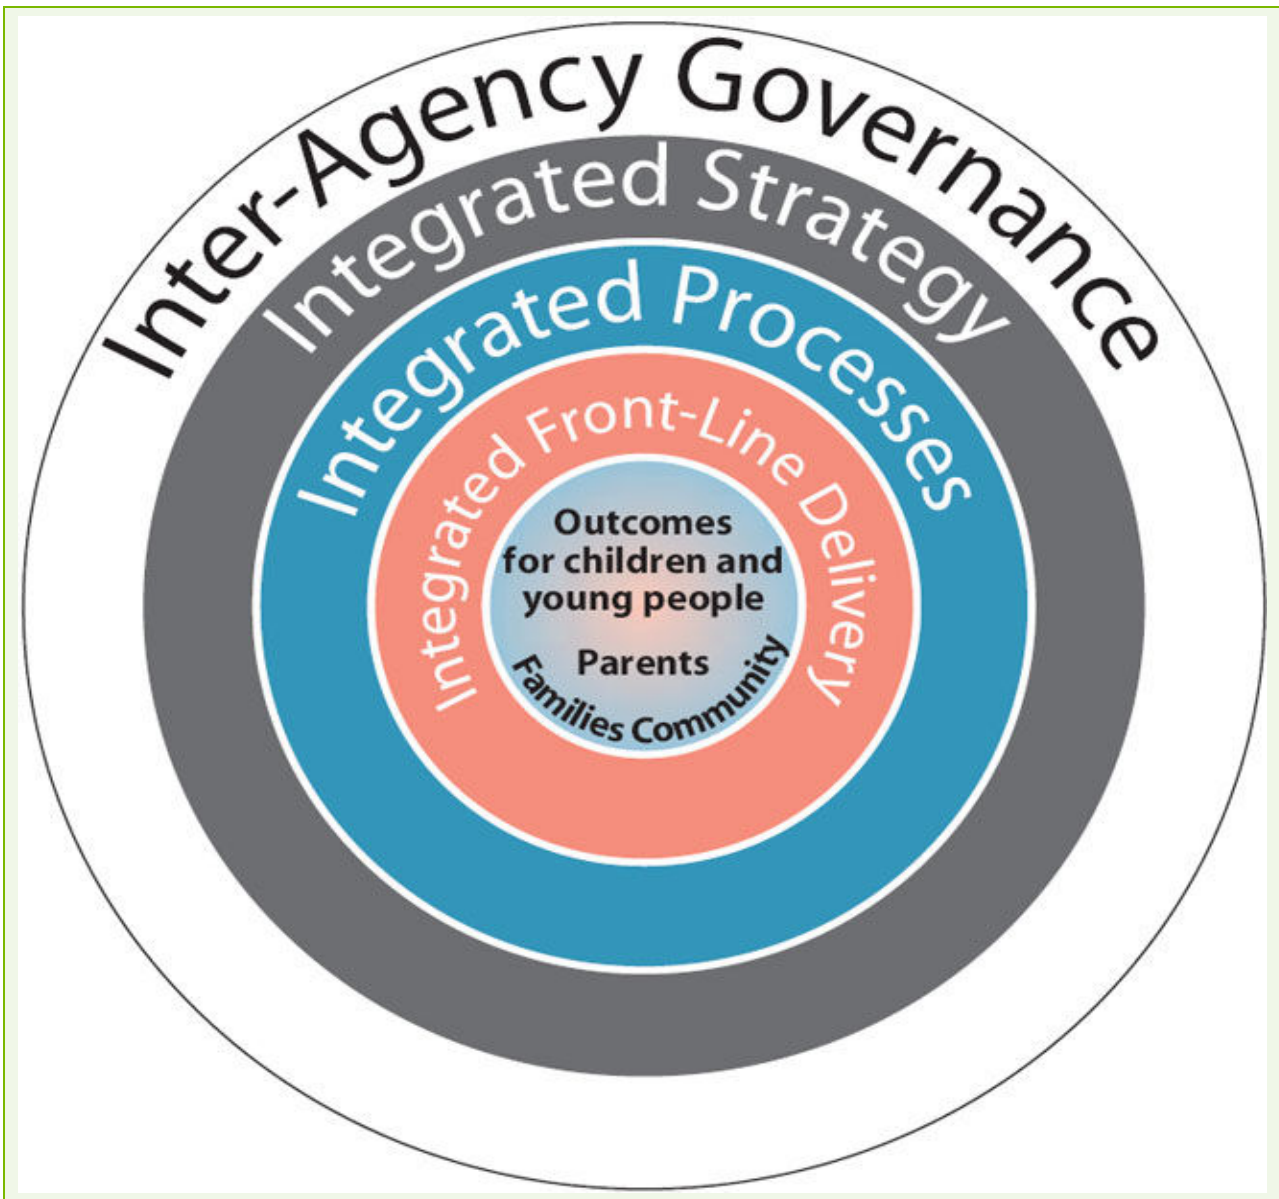 Inter-Agency Governance
Integrated Strategy
Integrated Processes
Integrated Front-Line Delivery
Outcomes
for children and
young people
Parents
Families Community